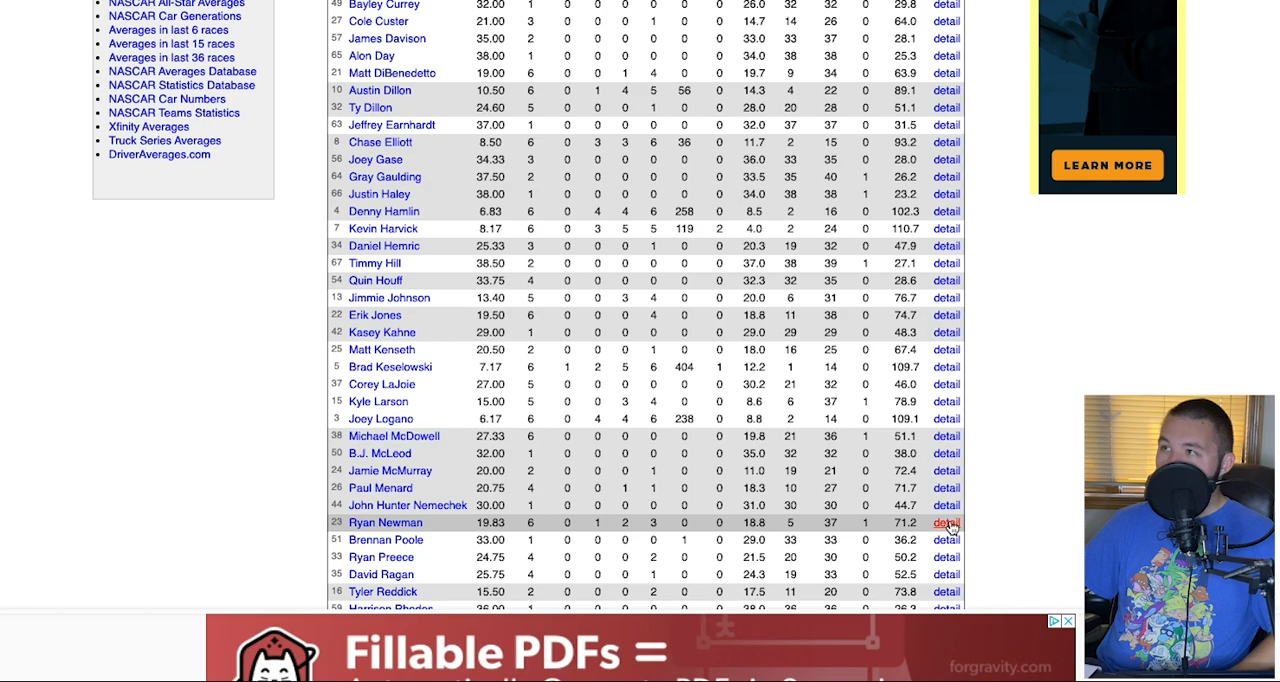 NASCAR All-Star Averages
NASCAR Car Generations
Averages in last 6 races
Averages in last 15 races
Averages in last 36 races
NASCAR Averages Database
NASCAR Statistics Database
NASCAR Car Numbers
NASCAR Teams Statistics
Xfinity Averages
Truck Series Averages
DriverAverages.com
49 Bayley Currey 32.00 1 0 0 0 0 0 0 26.0 32 32 0 29.8 detail
27 Cole Custer 21.00 3 0 0 0 1 0 0 14.7 14 26 0 64.0 detail
57 James Davison 35.00 2 0 0 0 0 0 0 33.0 33 37 0 28.1 detail
65 Alon Day 38.00 1 0 0 0 0 0 0 34.0 38 38 0 25.3 detail
21 Matt DiBenedetto 19.00 6 0 0 1 4 0 0 19.7 9 34 0 63.9 detail
10 Austin Dillon 10.50 6 0 1 4 5 56 0 14.3 4 22 0 89.1 detail
32 Ty Dillon 24.60 5 0 0 0 1 0 0 28.0 20 28 0 51.1 detail
63 Jeffrey Earnhardt 37.00 1 0 0 0 0 0 0 32.0 37 37 0 31.5 detail
8 Chase Elliott 8.50 6 0 3 3 6 36 0 11.7 2 15 0 93.2 detail
56 Joey Gase 34.33 3 0 0 0 0 0 0 36.0 33 35 0 28.0 detail
64 Gray Gaulding 37.50 2 0 0 0 0 0 0 33.5 35 40 1 26.2 detail
66 Justin Haley 38.00 1 0 0 0 0 0 0 34.0 38 38 1 23.2 detail
4 Denny Hamlin 6.83 6 0 4 4 6 258 0 8.5 2 16 0 102.3 detail
7 Kevin Harvick 8.17 6 0 3 5 5 119 2 4.0 2 24 0 110.7 detail
34 Daniel Hemric 25.33 3 0 0 0 1 0 0 20.3 19 32 0 47.9 detail
67 Timmy Hill 38.50 2 0 0 0 0 0 0 37.0 38 39 1 27.1 detail
54 Quin Houff 33.75 4 0 0 0 0 0 0 32.3 32 35 0 28.6 detail
13 Jimmie Johnson 13.40 5 0 0 3 4 0 0 20.0 6 31 0 76.7 detail
22 Erik Jones 19.50 6 0 0 0 4 0 0 18.8 11 38 0 74.7 detail
42 Kasey Kahne 29.00 1 0 0 0 0 0 0 29.0 29 29 0 48.3 detail
25 Matt Kenseth 20.50 2 0 0 0 1 0 0 18.0 16 25 0 67.4 detail
5 Brad Keselowski 7.17 6 1 2 5 6 404 1 12.2 1 14 0 109.7 detail
37 Corey LaJoie 27.00 5 0 0 0 0 0 0 30.2 21 32 0 46.0 detail
15 Kyle Larson 15.00 5 0 0 3 4 0 0 8.6 6 37 1 78.9 detail
3 Joey Logano 6.17 6 0 4 4 6 238 0 8.8 2 14 0 109.1 detail
38 Michael McDowell 27.33 6 0 0 0 0 0 0 19.8 21 36 1 51.1 detail
50 B.J. McLeod 32.00 1 0 0 0 0 0 0 35.0 32 32 0 38.0 detail
24 Jamie McMurray 20.00 2 0 0 0 1 0 0 11.0 19 21 0 72.4 detail
26 Paul Menard 20.75 4 0 0 1 1 0 0 18.3 10 27 0 71.7 detail
44 John Hunter Nemechek 30.00 1 0 0 0 0 0 0 31.0 30 30 0 44.7 detail
23 Ryan Newman 19.83 6 0 1 2 3 0 0 18.8 5 37 1 71.2 detail
51 Brennan Poole 33.00 1 0 0 0 0 1 0 29.0 33 33 0 36.2 detail
33 Ryan Preece 24.75 4 0 0 0 2 0 0 21.5 20 30 0 50.2 detail
35 David Ragan 25.75 4 0 0 0 1 0 0 24.3 19 33 0 52.5 detail
16 Tyler Reddick 15.50 2 0 0 0 2 0 0 17.5 11 20 0 73.8 detail
59 Harrison Rhodes 36.00 1 0 0 0 0 0 0 38.0 36 36 0 26.3 detail
LEARN MORE
Fillable PDFs =
forgravity.com